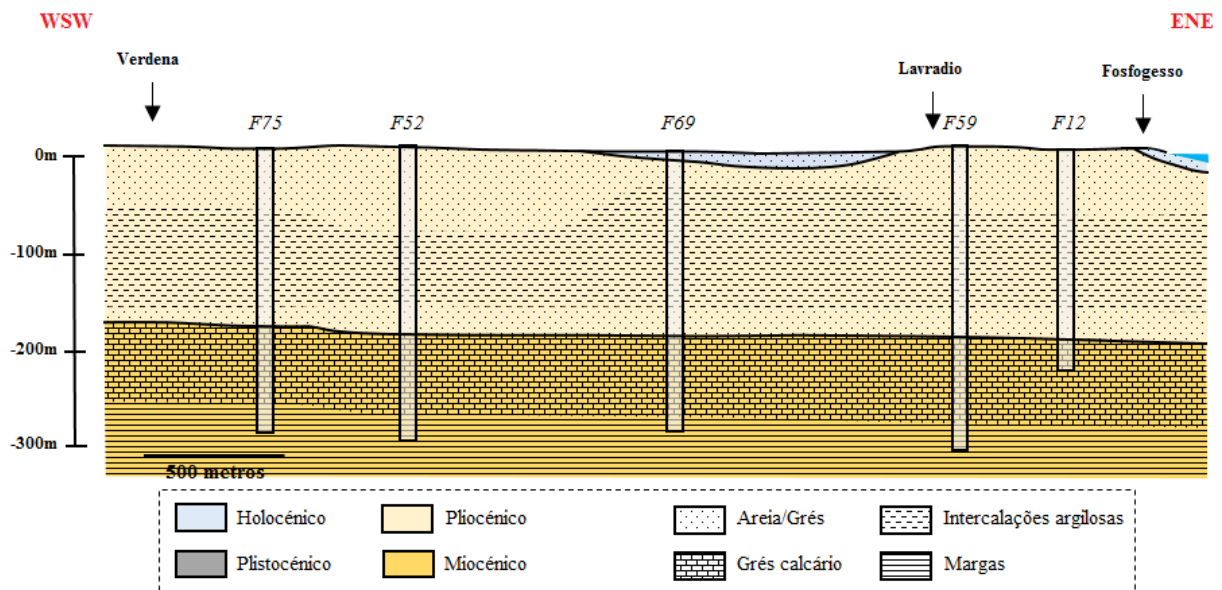 WSW
ENE
Verdena
Lavradio
Fosfogesso
F75
F52
F69
F59
F12
0m
-100m
-200m
-300m
500 metros
Holocénico
Pliocénico
Areia/Grés
Intercalações argilosas
Plistocénico
Miocénico
Grés calcário
Margas